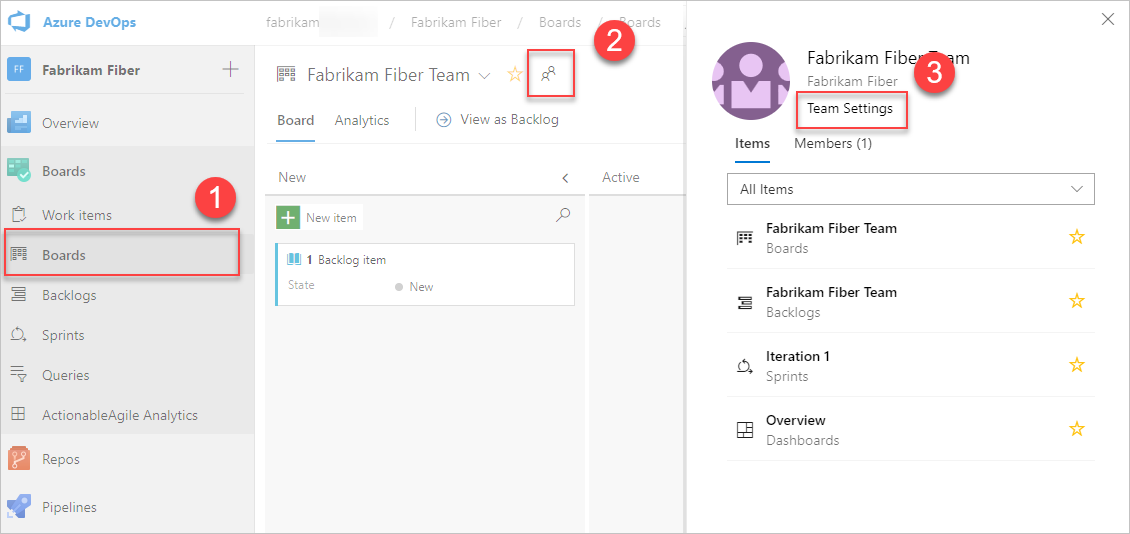 Azure DevOps
fabrikam / Fabrikam Fiber / Boards / Boards
FF Fabrikam Fiber
Overview
Boards
Work items
1
Boards
Backlogs
Sprints
Queries
ActionableAgile Analytics
Repos
Pipelines
Fabrikam Fiber Team
2
Board Analytics View as Backlog
New Active
New item
1 Backlog item
State New
Fabrikam Fiber Team
3
Fabrikam Fiber
Team Settings
Items Members (1)
All Items
Fabrikam Fiber Team
Boards
Fabrikam Fiber Team
Backlogs
Iteration 1
Sprints
Overview
Dashboards